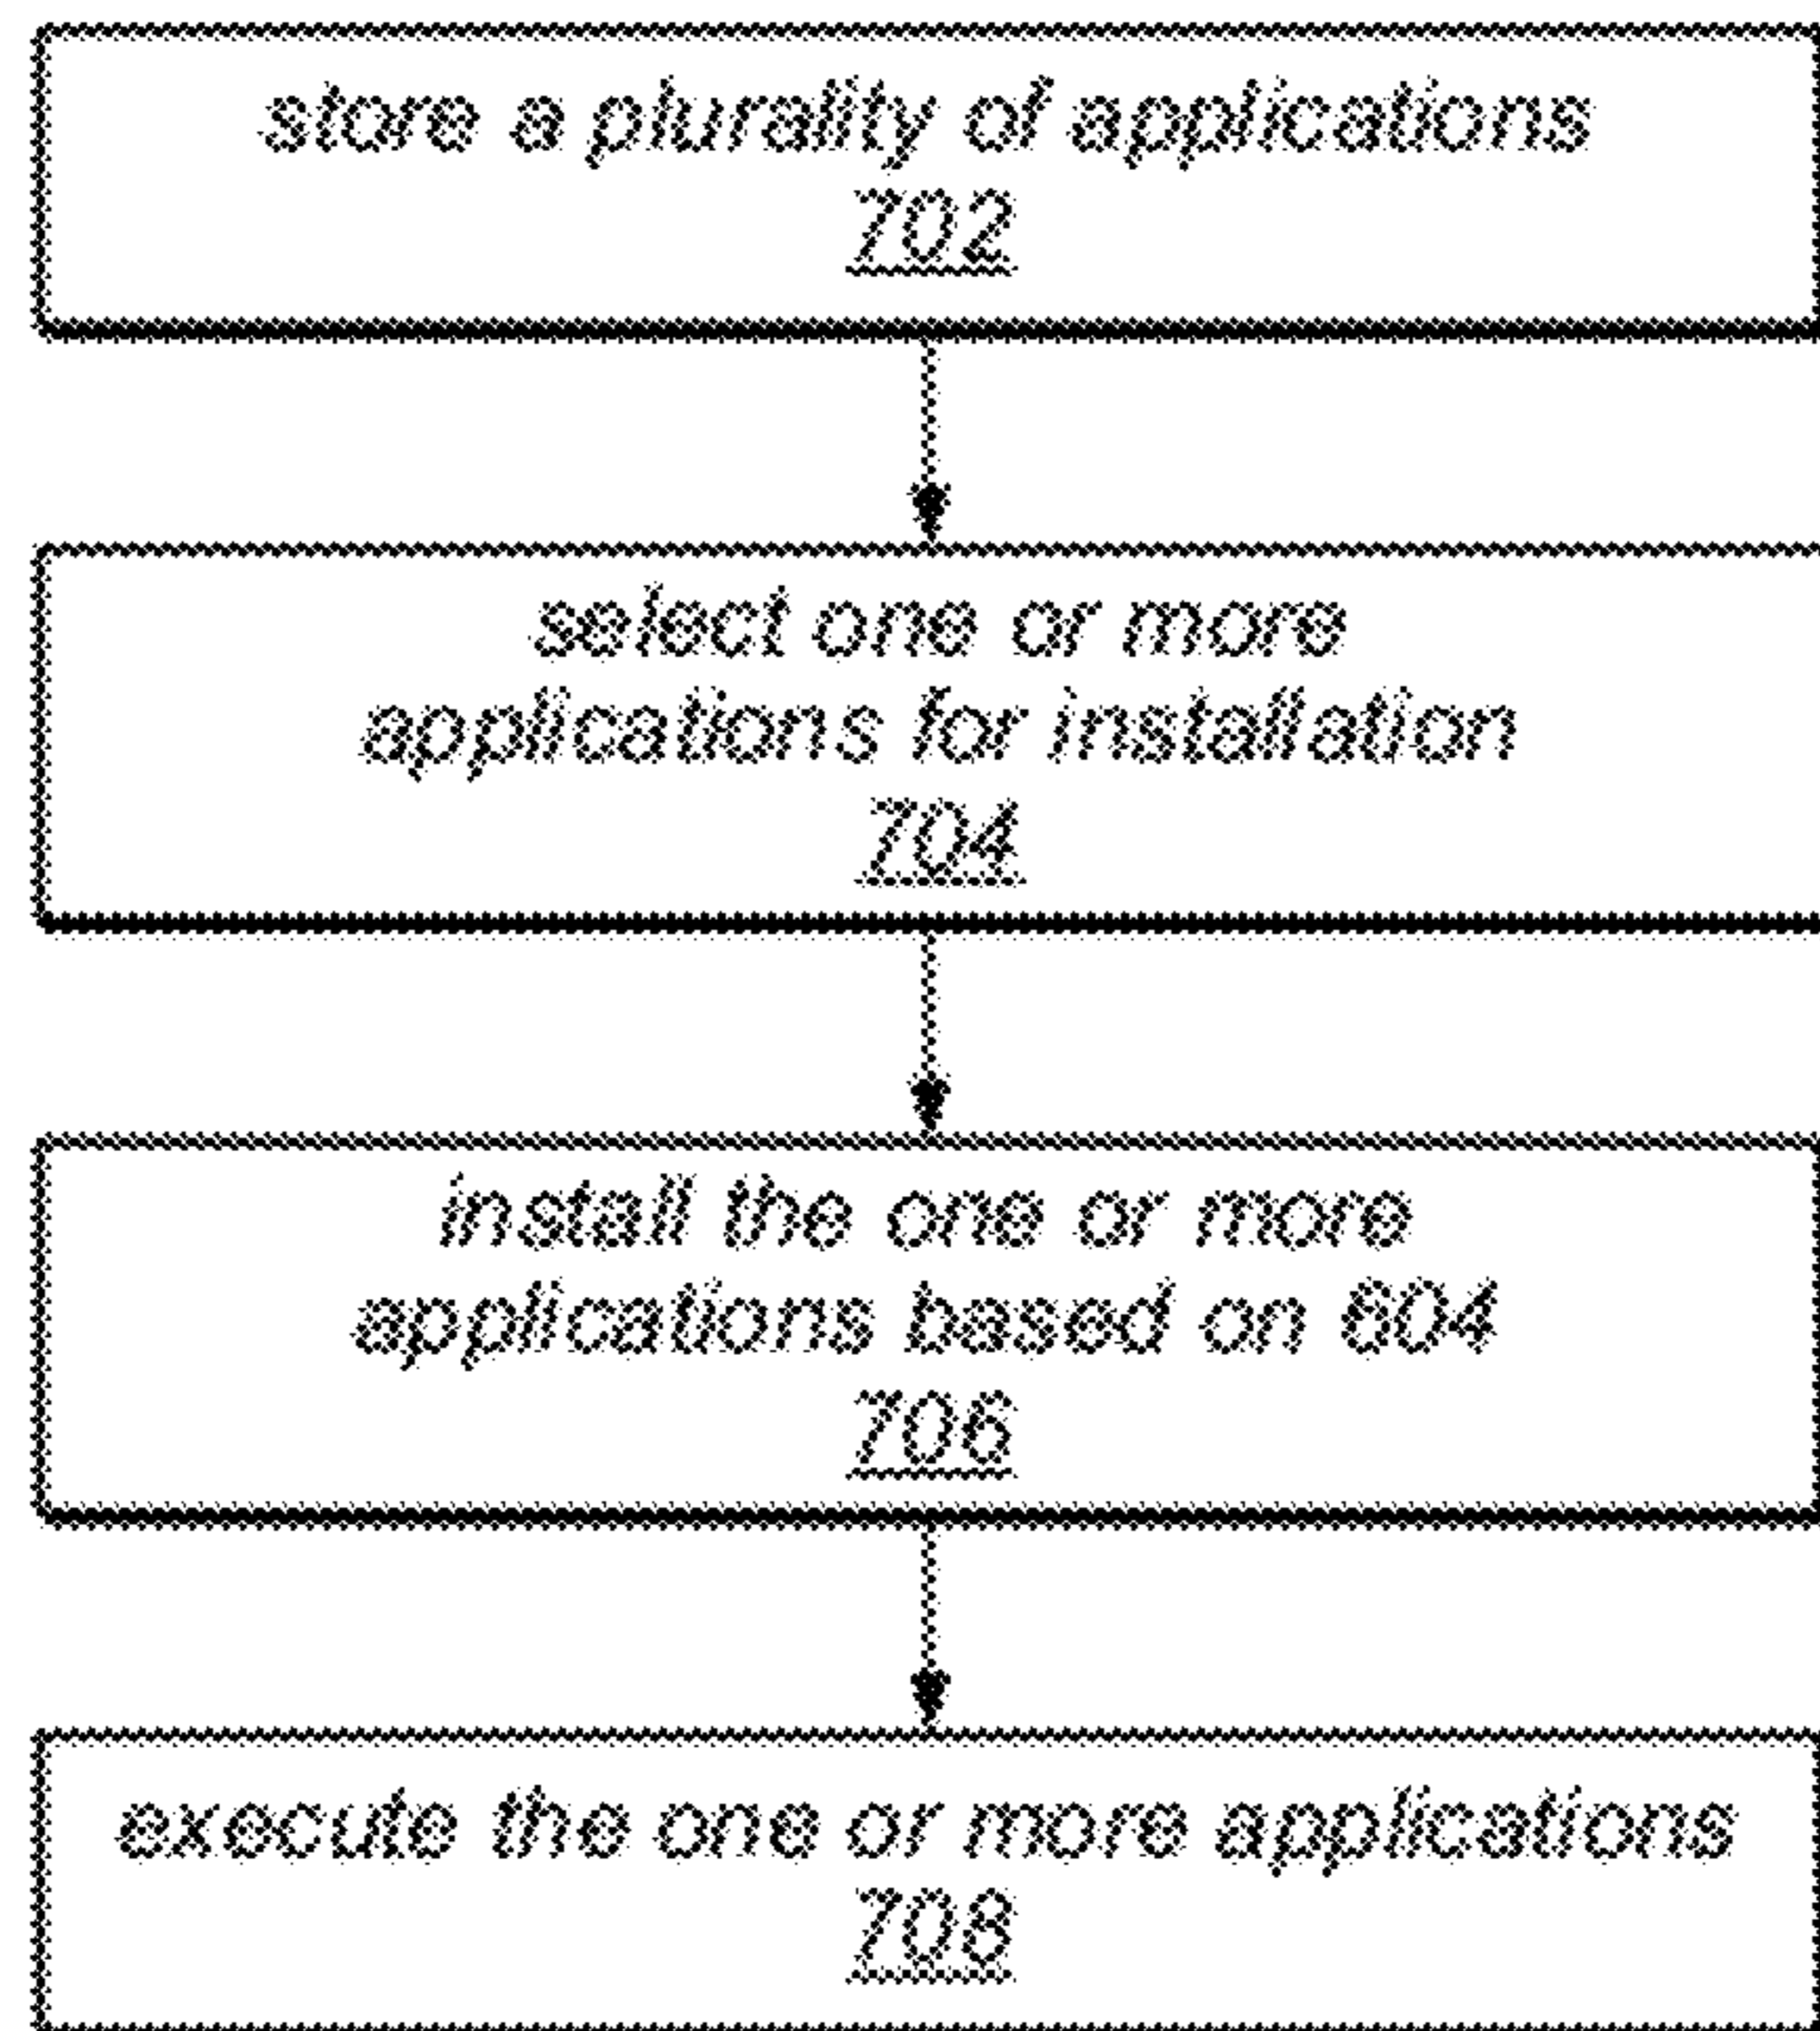 store a plurality of applications
702
select one or more
applications for installation
704
install the one or more
applications based on 604
706
execute the one or more applications
708